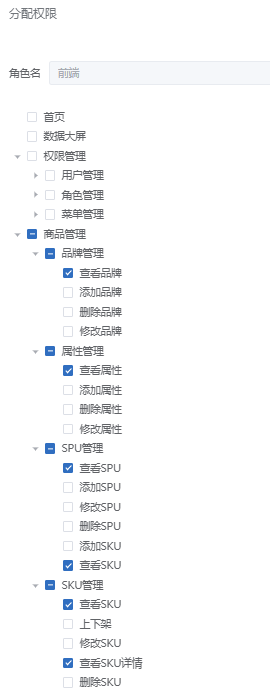 分配权限
角色名 前端
首页
数据大屏
权限管理
用户管理
角色管理
菜单管理
商品管理
品牌管理
查看品牌
添加品牌
删除品牌
修改品牌
属性管理
查看属性
添加属性
删除属性
修改属性
SPU管理
查看SPU
添加SPU
修改SPU
删除SPU
添加SKU
查看SKU
SKU管理
查看SKU
上下架
修改SKU
查看SKU详情
删除SKU